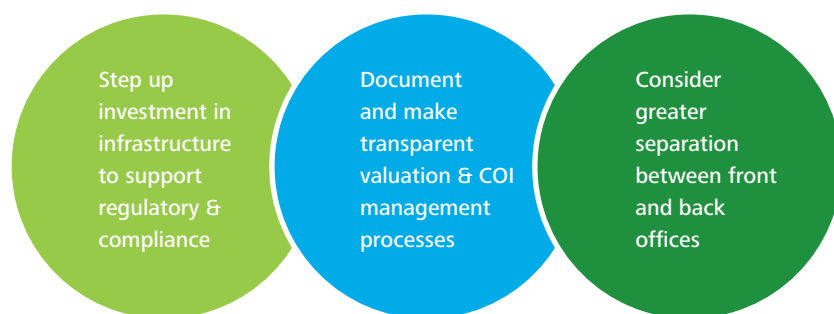 Step up
investment in
infrastructure
to support
regulatory &
compliance
Document
and make
transparent
valuation & COI
management
processes
Consider
greater
separation
between front
and back
offices